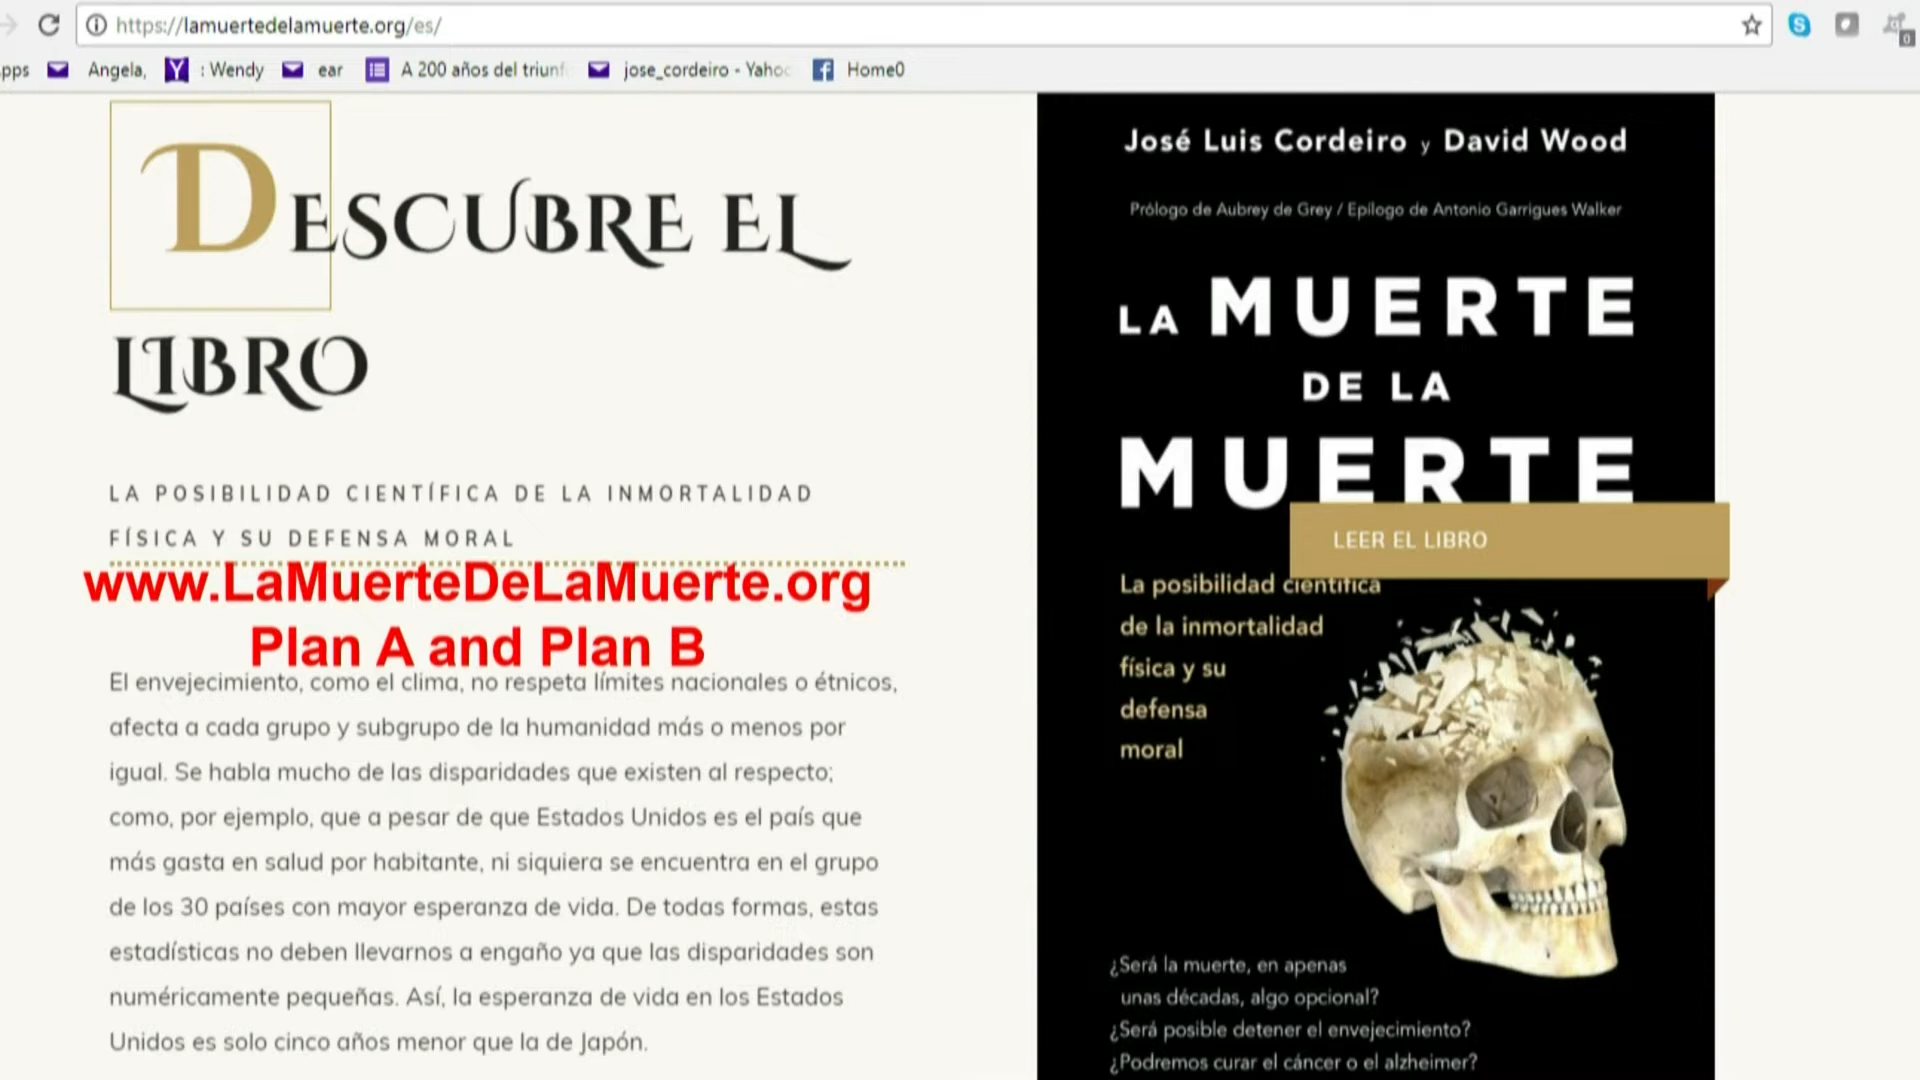 https://lamuertedelamuerte.org/es/
pps Angela, : Wendy ear A 200 años del triunf jose_cordeiro - Yahoo Home0
DESCUBRE EL
LIBRO
LA POSIBILIDAD CIENTÍFICA DE LA INMORTALIDAD
FÍSICA Y SU DEFENSA MORAL
www.LaMuerteDeLaMuerte.org
Plan A and Plan B
El envejecimiento, como el clima, no respeta límites nacionales o étnicos,
afecta a cada grupo y subgrupo de la humanidad más o menos por
igual. Se habla mucho de las disparidades que existen al respecto;
como, por ejemplo, que a pesar de que Estados Unidos es el país que
más gasta en salud por habitante, ni siquiera se encuentra en el grupo
de los 30 países con mayor esperanza de vida. De todas formas, estas
estadísticas no deben llevarnos a engaño ya que las disparidades son
numéricamente pequeñas. Así, la esperanza de vida en los Estados
Unidos es solo cinco años menor que la de Japón.
José Luis Cordeiro y David Wood
Prólogo de Aubrey de Grey / Epílogo de Antonio Garrigues Walker
LA MUERTE
DE LA
MUERTE
LEER EL LIBRO
La posibilidad científica
de la inmortalidad
física y su
defensa
moral
¿Será la muerte, en apenas
unas décadas, algo opcional?
¿Será posible detener el envejecimiento?
¿Podremos curar el cáncer o el alzheimer?